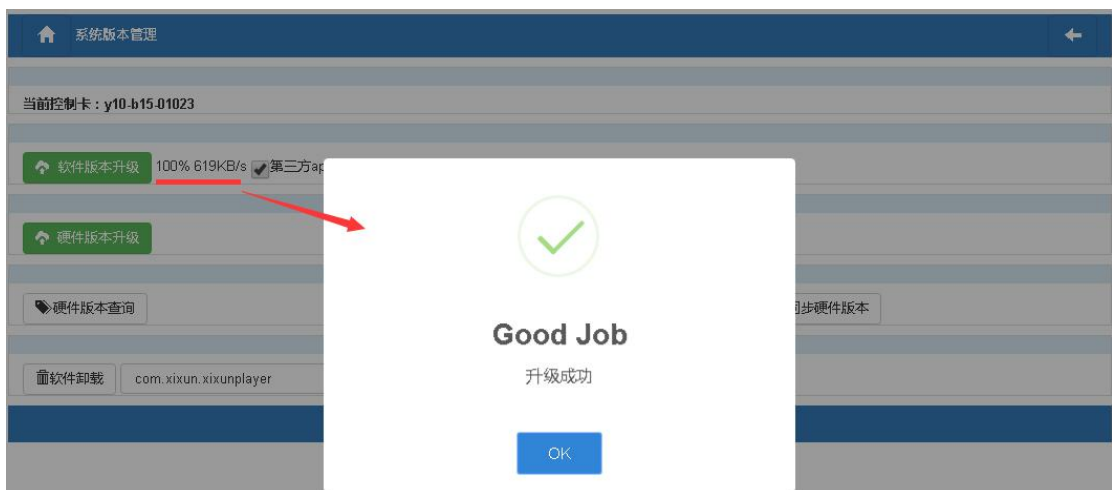 系统版本管理
当前控制卡：y10-b15-01023
软件版本升级 100% 619KB/s 第三方ap
硬件版本升级
硬件版本查询
步硬件版本
软件卸载 com.xixun.xixunplayer
Good Job
升级成功
OK